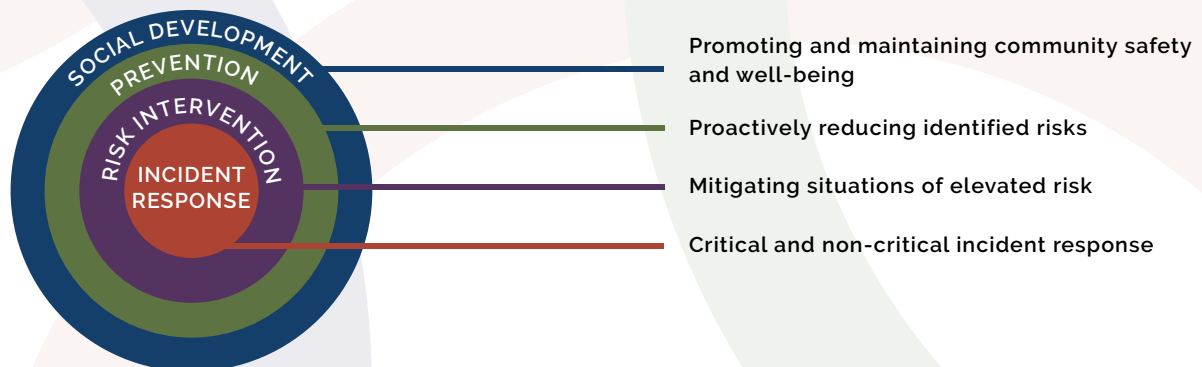 SOCIAL DEVELOPMENT
PREVENTION
RISK INTERVENTION
INCIDENT
RESPONSE
Promoting and maintaining community safety
and well-being
Proactively reducing identified risks
Mitigating situations of elevated risk
Critical and non-critical incident response